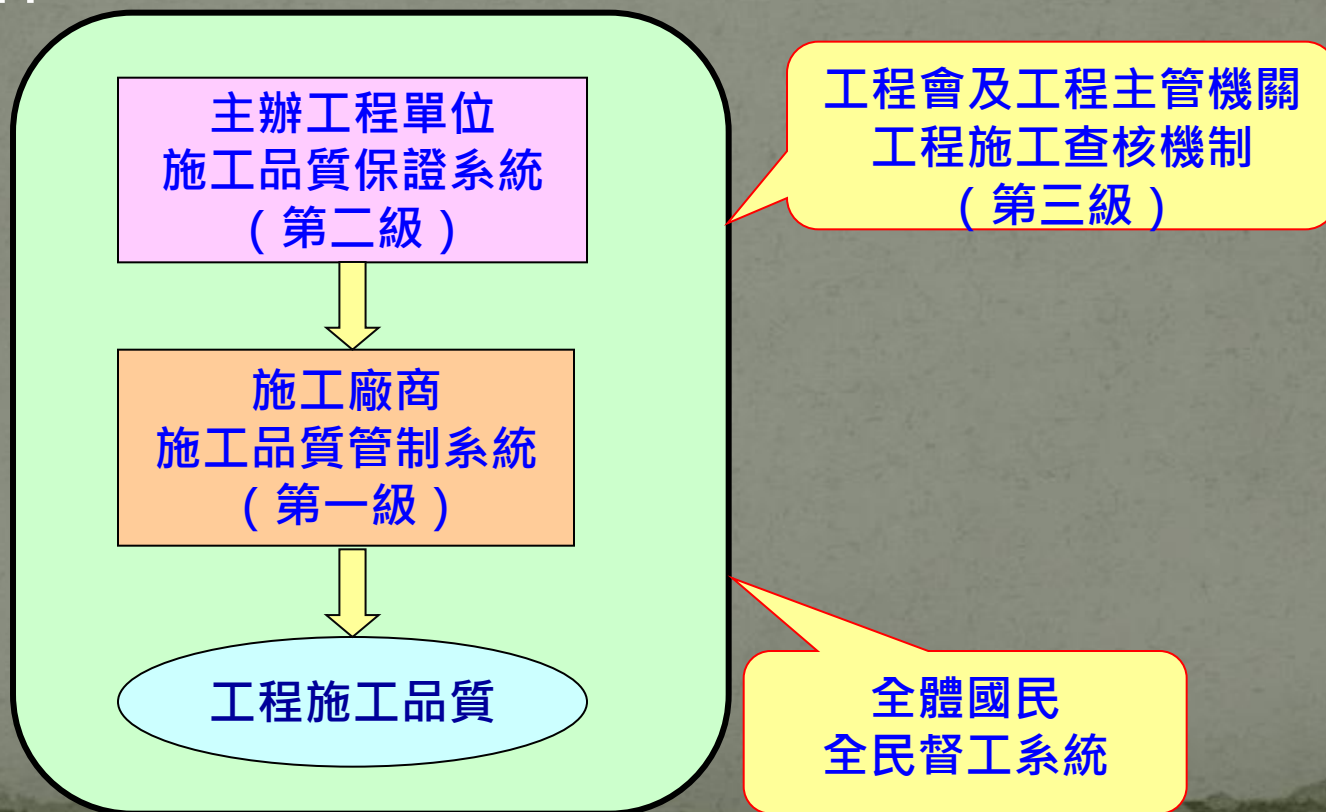 主辦工程單位
施工品質保證系統
（第二級）
施工廠商
施工品質管制系統
（第一級）
工程施工品質
工程會及工程主管機關
工程施工查核機制
（第三級）
全體國民
全民督工系統